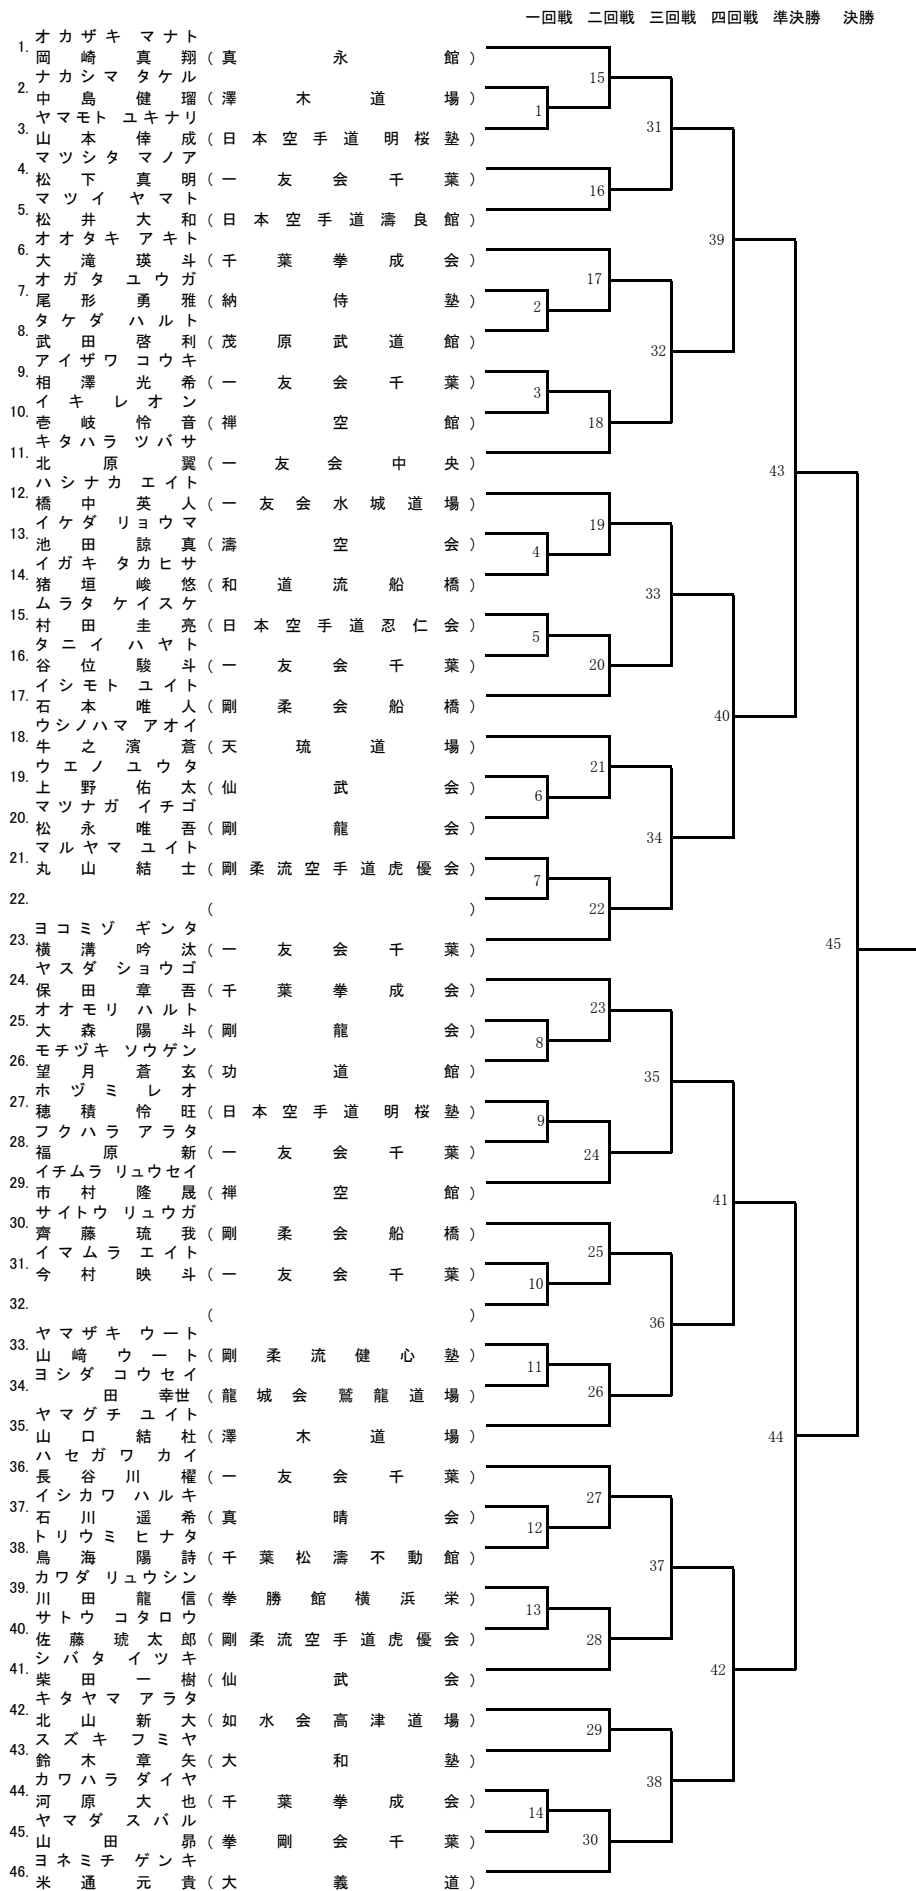 一回戦 二回戦 三回戦 四回戦 準決勝 決勝
オカザキ マナト
1. 岡崎真翔 (真永館)
ナカシマ タケル
2. 中島健瑠 (澤木道場)
ヤマモト ユキナリ
3. 山本倖成 (日本空手道 明桜塾)
マツシタ マノア
4. 松下真明 (一友会千葉)
マツイ ヤマト
5. 松井大和 (日本空手道濤良館)
オオタキ アキト
6. 大滝瑛斗 (千葉拳成会)
オガタ ユウガ
7. 尾形勇雅 (納侍塾)
タケダ ハルト
8. 武田啓利 (茂原武道館)
アイザワ コウキ
9. 相澤光希 (一友会千葉)
イキ レオン
10. 壱岐怜音 (禅空館)
キタハラ ツバサ
11. 北原翼 (一友会中央)
ハシナカ エイト
12. 橋中英人 (一友会水城道場)
イケダ リョウマ
13. 池田諒真 (濤空会)
イガキ タカヒサ
14. 猪垣峻悠 (和道流船橋)
ムラタ ケイスケ
15. 村田圭亮 (日本空手道忍仁会)
タニイ ハヤト
16. 谷位駿斗 (一友会千葉)
イシモト ユイト
17. 石本唯人 (剛柔会船橋)
ウシノハマ アオイ
18. 牛之濱蒼 (天琉道場)
ウエノ ユウタ
19. 上野佑太 (仙武会)
マツナガ イチゴ
20. 松永唯吾 (剛龍会)
マルヤマ ユイト
21. 丸山結士 (剛柔流空手道虎優会)
22. ( )
ヨコミゾ ギンタ
23. 横溝吟汰 (一友会千葉)
ヤスダ ショウゴ
24. 保田章吾 (千葉拳成会)
オオモリ ハルト
25. 大森陽斗 (剛龍会)
モチヅキ ソウゲン
26. 望月蒼玄 (功道館)
ホヅミ レオ
27. 穂積怜旺 (日本空手道 明桜塾)
フクハラ アラタ
28. 福原新 (一友会千葉)
イチムラ リュウセイ
29. 市村隆晟 (禅空館)
サイトウ リュウガ
30. 齊藤琉我 (剛柔会船橋)
イマムラ エイト
31. 今村映斗 (一友会千葉)
32. ( )
ヤマザキ ウート
33. 山﨑ウート (剛柔流健心塾)
ヨシダ コウセイ
34. 田 幸世 (龍城会 鷲龍道場)
ヤマグチ ユイト
35. 山口結杜 (澤木道場)
ハセガワ カイ
36. 長谷川櫂 (一友会千葉)
イシカワ ハルキ
37. 石川遥希 (真晴会)
トリウミ ヒナタ
38. 鳥海陽詩 (千葉松濤不動館)
カワダ リュウシン
39. 川田龍信 (拳勝館横浜栄)
サトウ コタロウ
40. 佐藤琥太郎 (剛柔流空手道虎優会)
シバタ イツキ
41. 柴田一樹 (仙武会)
キタヤマ アラタ
42. 北山新大 (如水会高津道場)
スズキ フミヤ
43. 鈴木章矢 (大和塾)
カワハラ ダイヤ
44. 河原大也 (千葉拳成会)
ヤマダ スバル
45. 山田昴 (拳剛会千葉)
ヨネミチ ゲンキ
46. 米通元貴 (大義道)
1
2
3
4
5
6
7
8
9
10
11
12
13
14
15
16
17
18
19
20
21
22
23
24
25
26
27
28
29
30
31
32
33
34
35
36
37
38
39
40
41
42
43
44
45